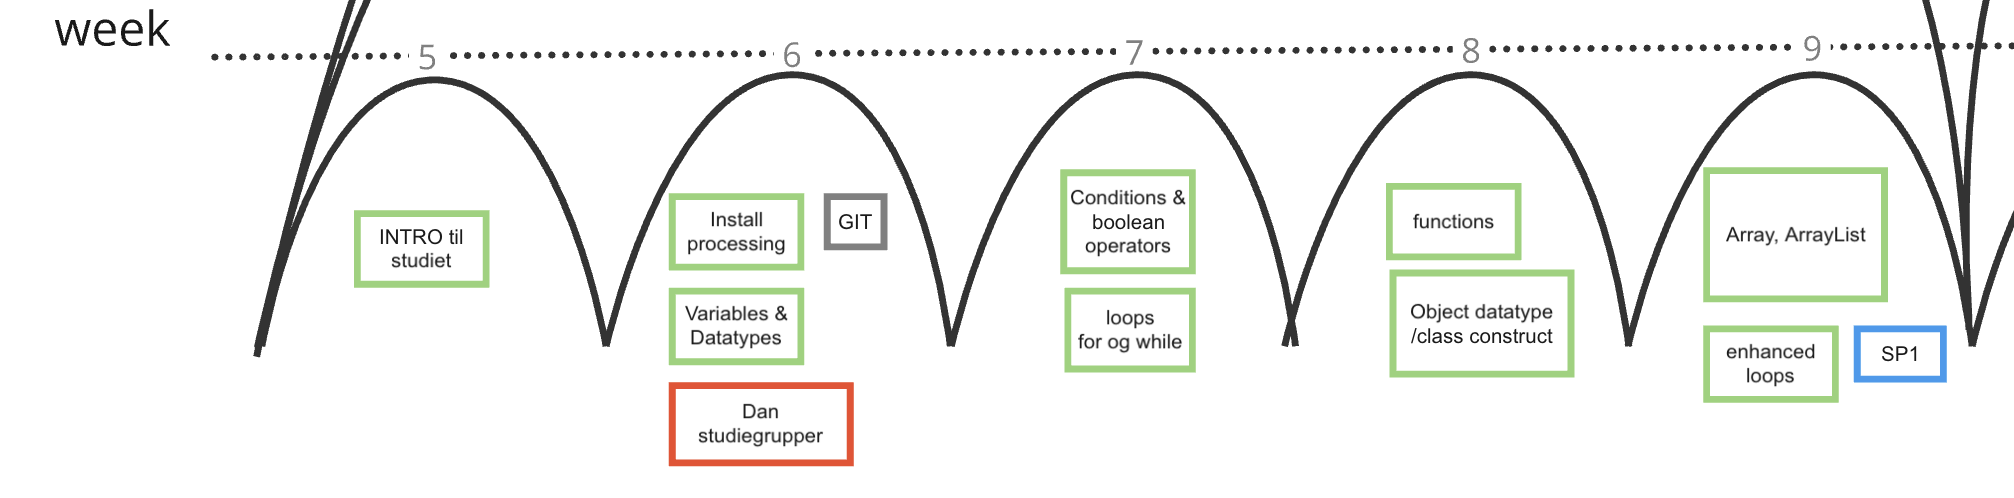 week
5
6
7
8
9
INTRO til
studiet
Install
processing
GIT
Variables &
Datatypes
Dan
studiegrupper
Conditions &
boolean
operators
loops
for og while
functions
Object datatype
/class construct
Array, ArrayList
enhanced
loops
SP1